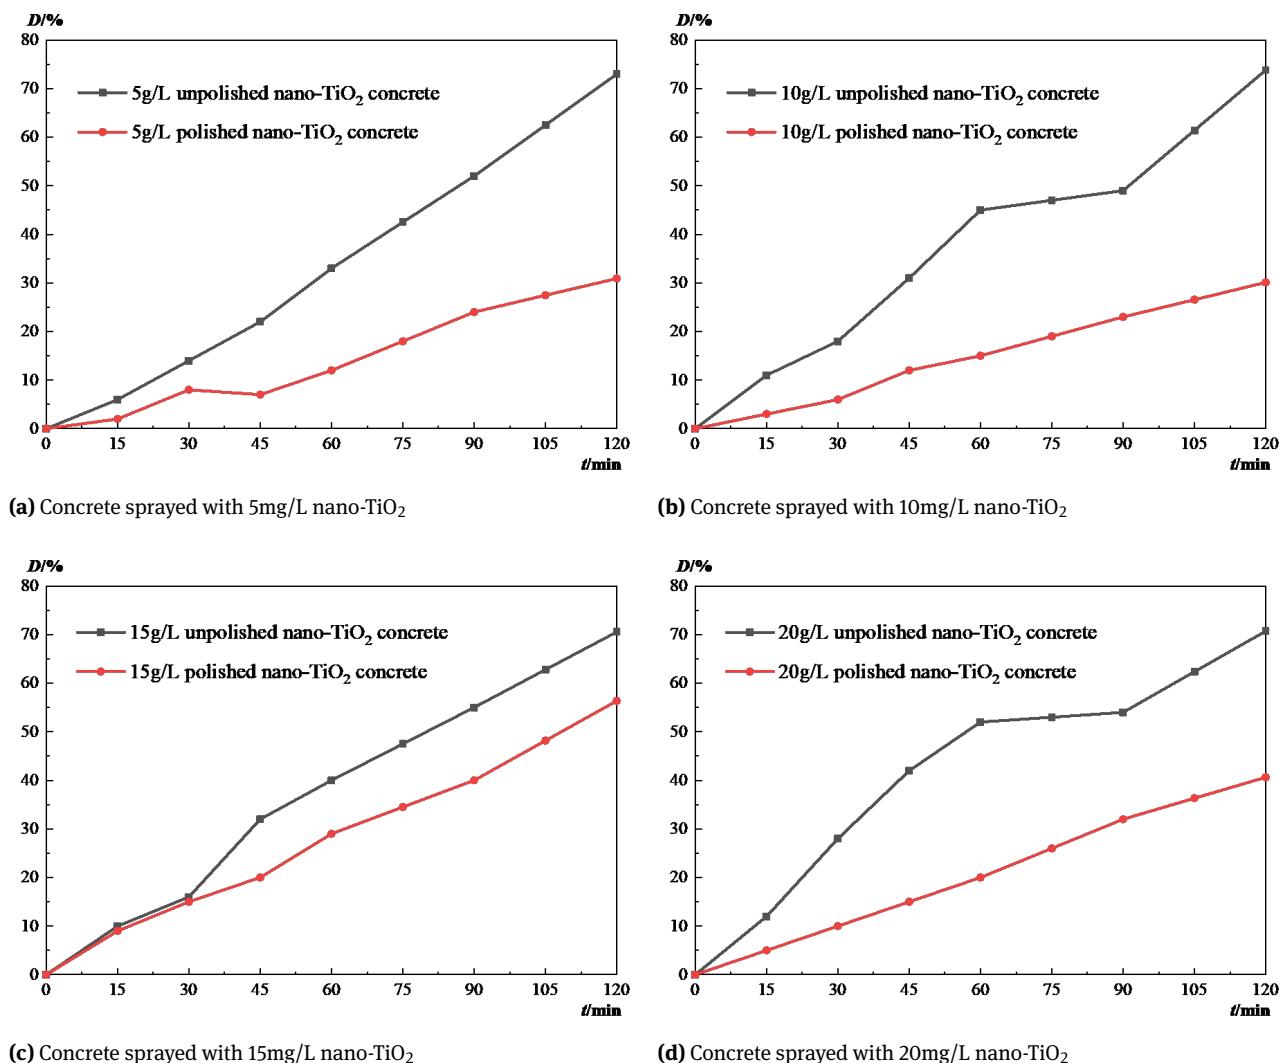 D/%
80
70
60
50
40
30
20
10
0
5g/L unpolished nano-TiO₂ concrete
5g/L polished nano-TiO₂ concrete
0 15 30 45 60 75 90 105 120
t/min
(a) Concrete sprayed with 5mg/L nano-TiO₂
D/%
80
70
60
50
40
30
20
10
0
10g/L unpolished nano-TiO₂ concrete
10g/L polished nano-TiO₂ concrete
0 15 30 45 60 75 90 105 120
t/min
(b) Concrete sprayed with 10mg/L nano-TiO₂
D/%
80
70
60
50
40
30
20
10
0
15g/L unpolished nano-TiO₂ concrete
15g/L polished nano-TiO₂ concrete
0 15 30 45 60 75 90 105 120
t/min
(c) Concrete sprayed with 15mg/L nano-TiO₂
D/%
80
70
60
50
40
30
20
10
0
20g/L unpolished nano-TiO₂ concrete
20g/L polished nano-TiO₂ concrete
0 15 30 45 60 75 90 105 120
t/min
(d) Concrete sprayed with 20mg/L nano-TiO₂